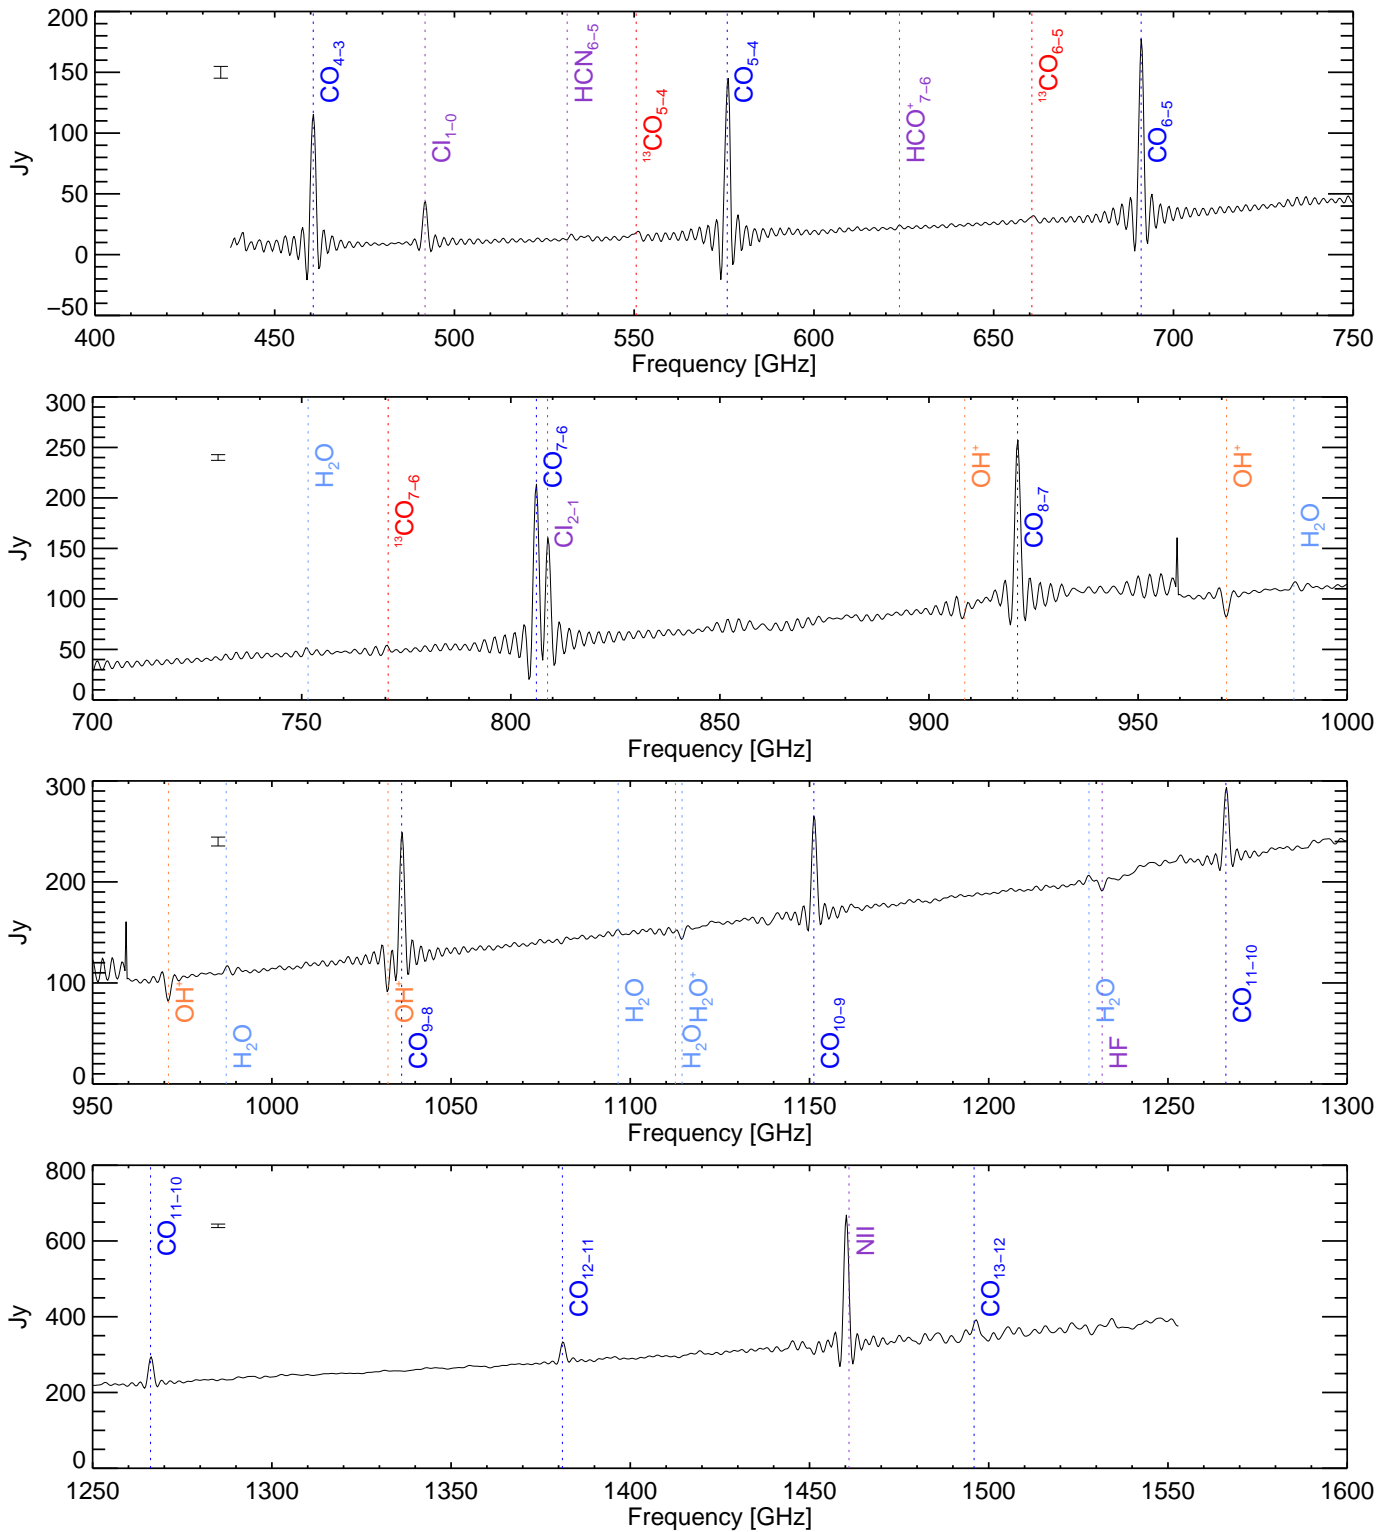 200
150
100
50
0
−50
Jy
CO4−3
CI1−0
HCN6−5
13CO5−4
CO5−4
HCO+7−6
13CO6−5
CO6−5
400 450 500 550 600 650 700 750
Frequency [GHz]
300
250
200
150
100
50
0
Jy
H2O
13CO7−6
CO7−6
CI2−1
OH+
CO8−7
OH+
H2O
700 750 800 850 900 950 1000
Frequency [GHz]
300
200
100
0
Jy
OH+
H2O
OH+
CO9−8
H2O
H2O
H2O+
CO10−9
H2O
HF
CO11−10
950 1000 1050 1100 1150 1200 1250 1300
Frequency [GHz]
800
600
400
200
0
Jy
CO11−10
CO12−11
NII
CO13−12
1250 1300 1350 1400 1450 1500 1550 1600
Frequency [GHz]